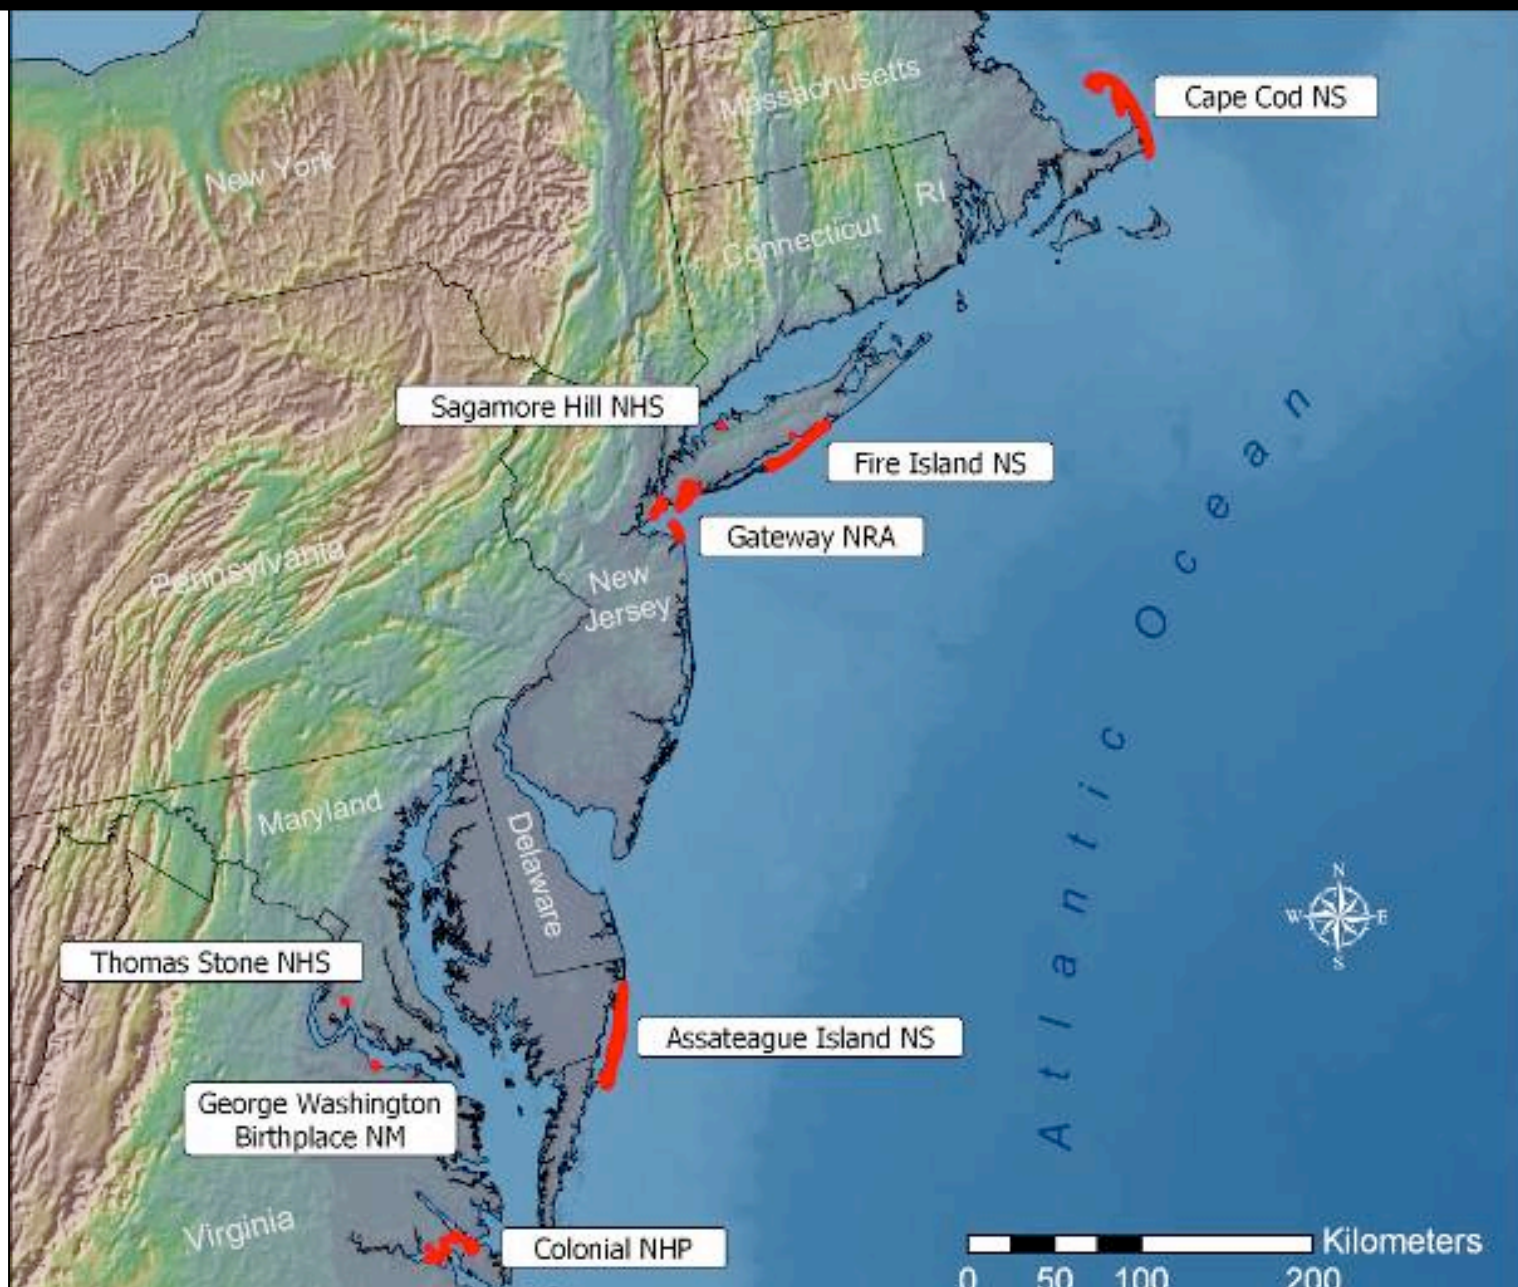 Massachusetts
Cape Cod NS
New York
RI
Connecticut
Sagamore Hill NHS
Fire Island NS
Gateway NRA
Pennsylvania
New
Jersey
Atlantic Ocean
Maryland
Delaware
N
W E
S
Thomas Stone NHS
Assateague Island NS
George Washington
Birthplace NM
Virginia
Colonial NHP
Kilometers
0 50 100 200